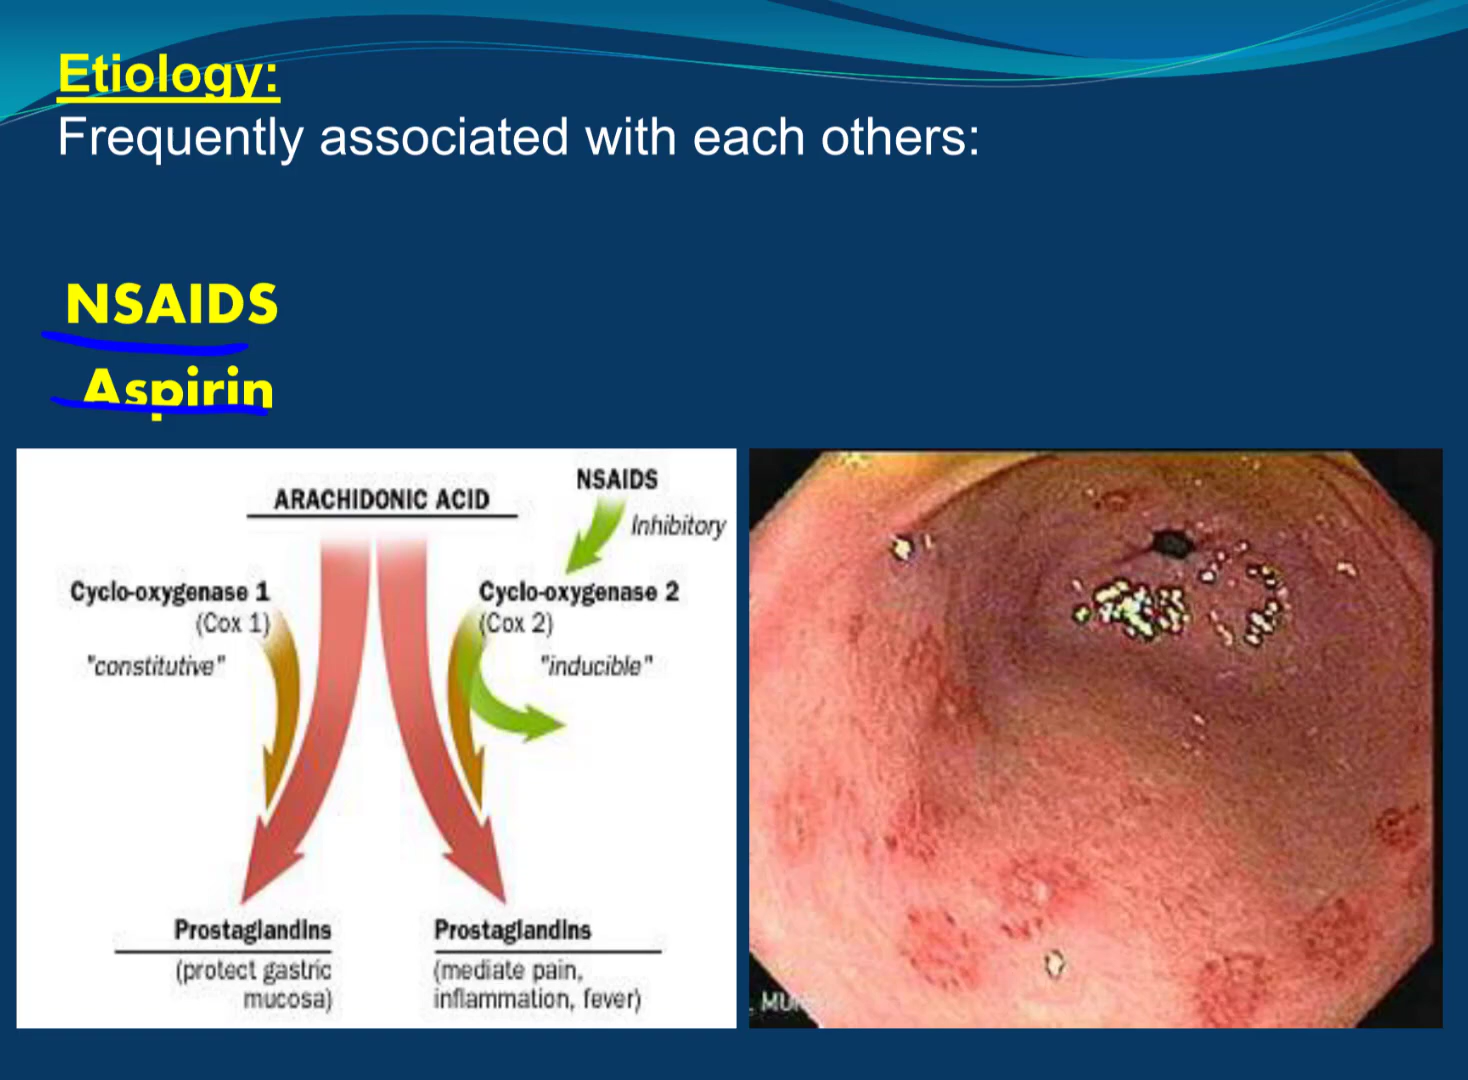 Etiology:
Frequently associated with each others:
NSAIDS
Aspirin
ARACHIDONIC ACID
NSAIDS
Inhibitory
Cyclo-oxygenase 1
(Cox 1)
"constitutive"
Cyclo-oxygenase 2
(Cox 2)
"inducible"
Prostaglandins
(protect gastric
mucosa)
Prostaglandins
(mediate pain,
inflammation, fever)